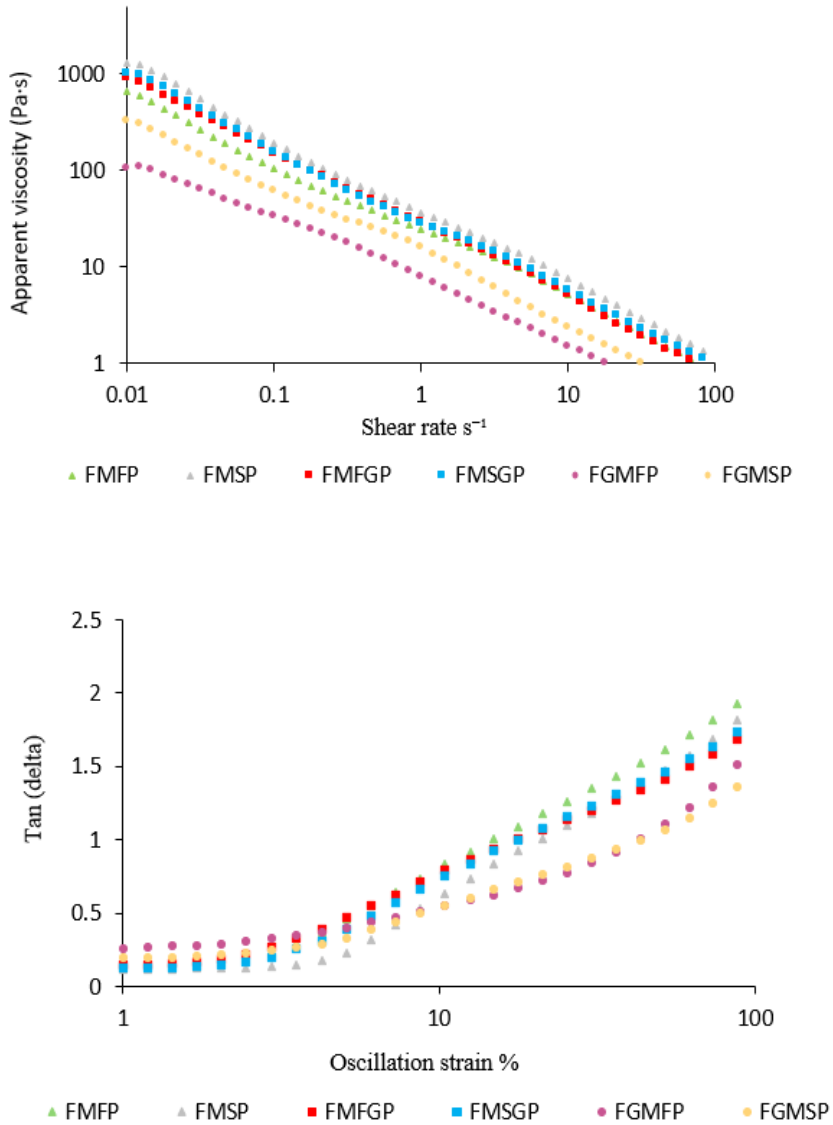 Apparent viscosity (Pa·s)
1000
100
10
1
0.01 0.1 1 10 100
Shear rate s⁻¹
FMFP FMSP FMFGP FMSGP FGMFP FGMSP
Tan (delta)
2.5
2
1.5
1
0.5
0
1 10 100
Oscillation strain %
FMFP FMSP FMFGP FMSGP FGMFP FGMSP